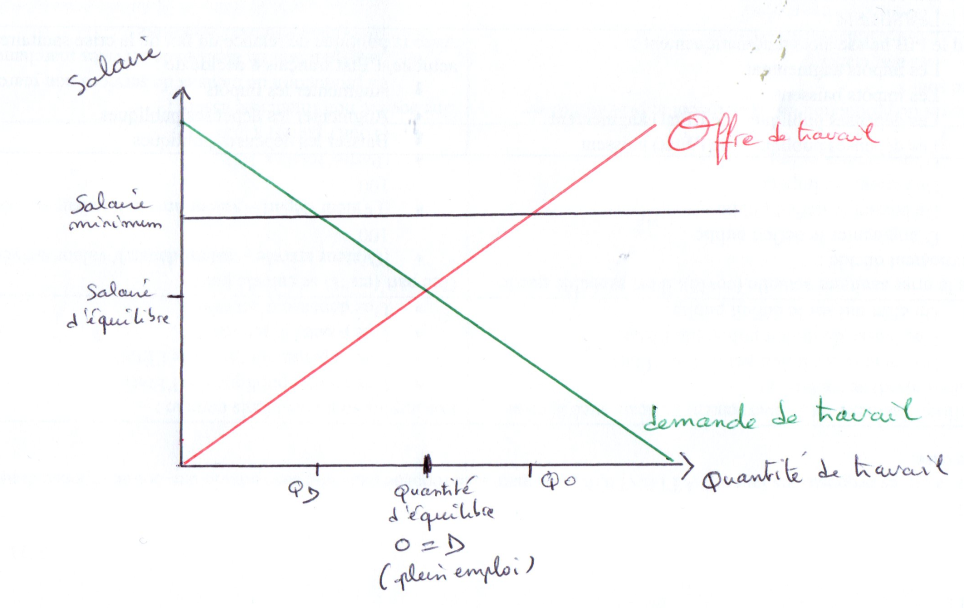 Salaire
Offre de travail
Salaire
minimum
Salaire
d'équilibre
demande de travail
Quantité de travail
QD
Quantité
d'équilibre
O = D
(plein emploi)
QO